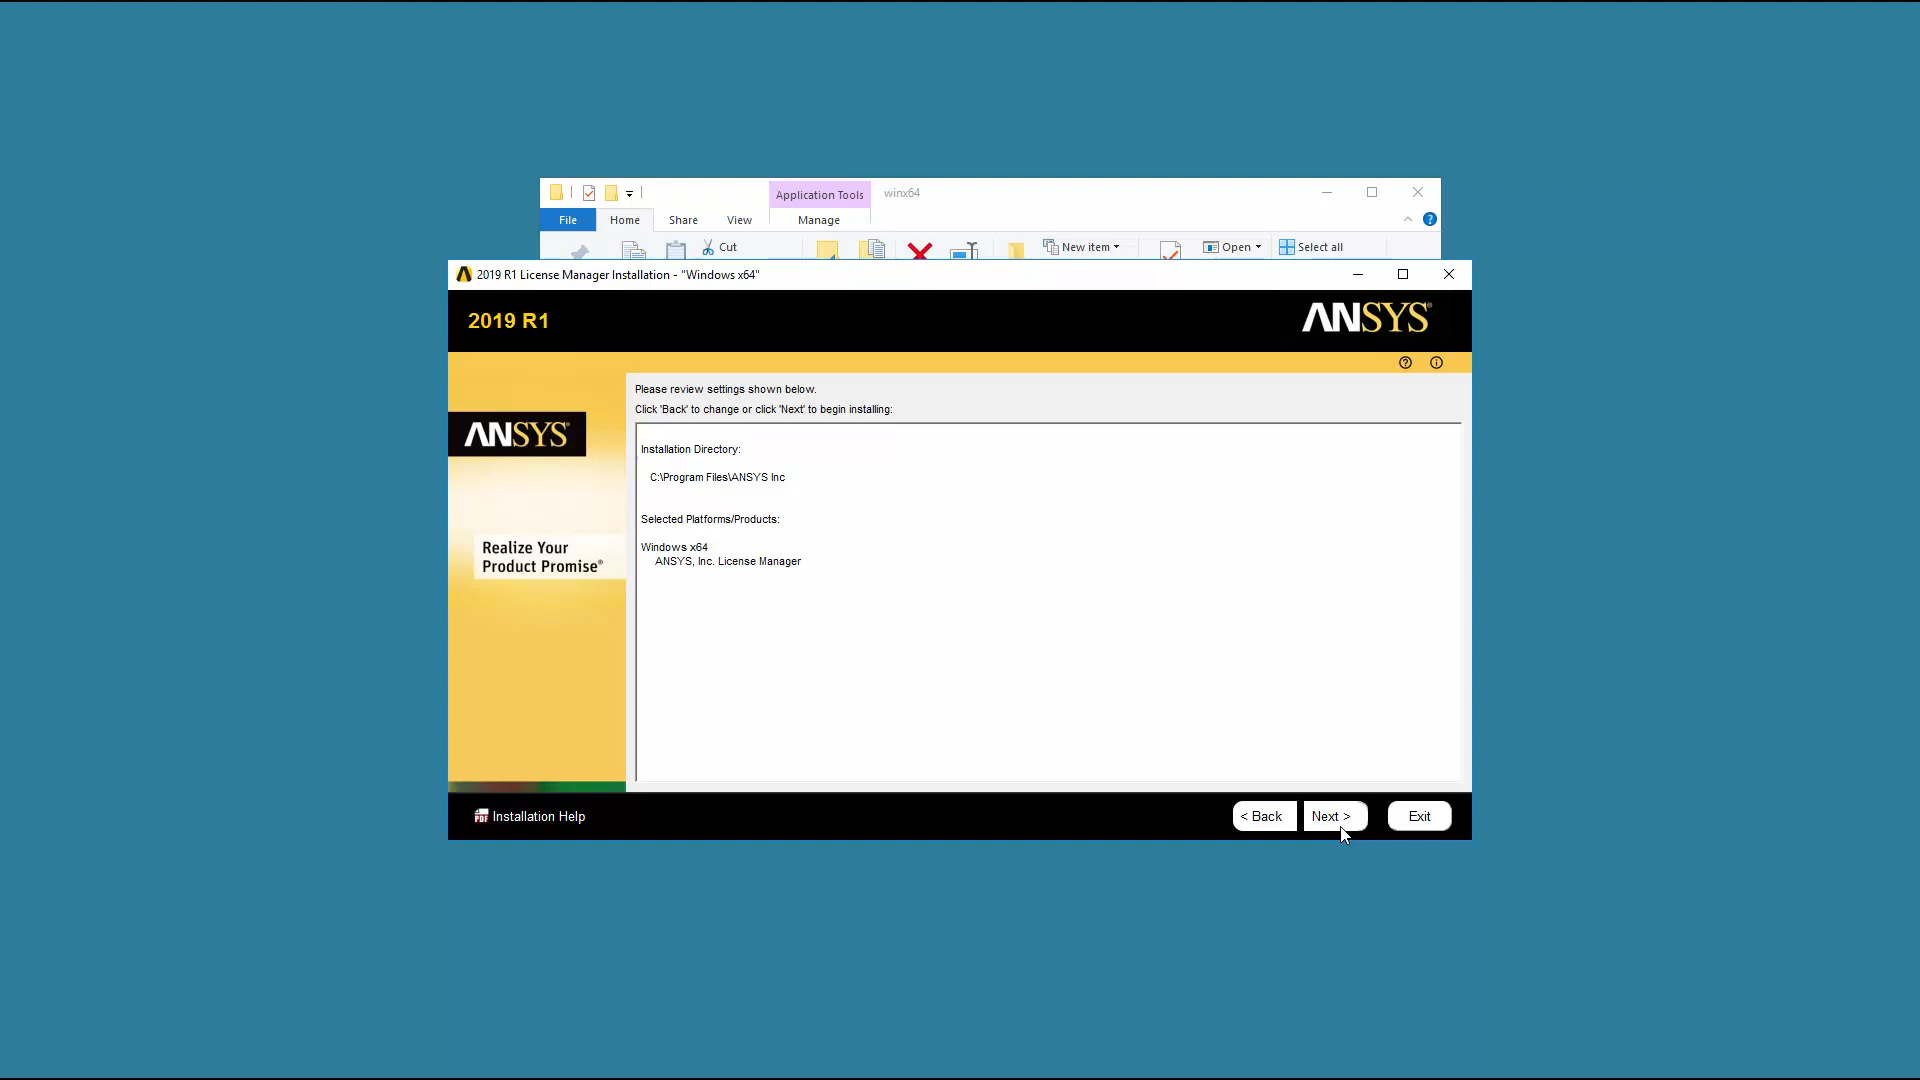 Application Tools
winx64
File
Home
Share
View
Manage
Cut
New item
Open
Select all
2019 R1 License Manager Installation - "Windows x64"
2019 R1
ANSYS®
Please review settings shown below.
Click 'Back' to change or click 'Next' to begin installing:
ANSYS®
Installation Directory:
C:\Program Files\ANSYS Inc
Selected Platforms/Products:
Windows x64
ANSYS, Inc. License Manager
Realize Your
Product Promise®
PDF Installation Help
< Back
Next >
Exit